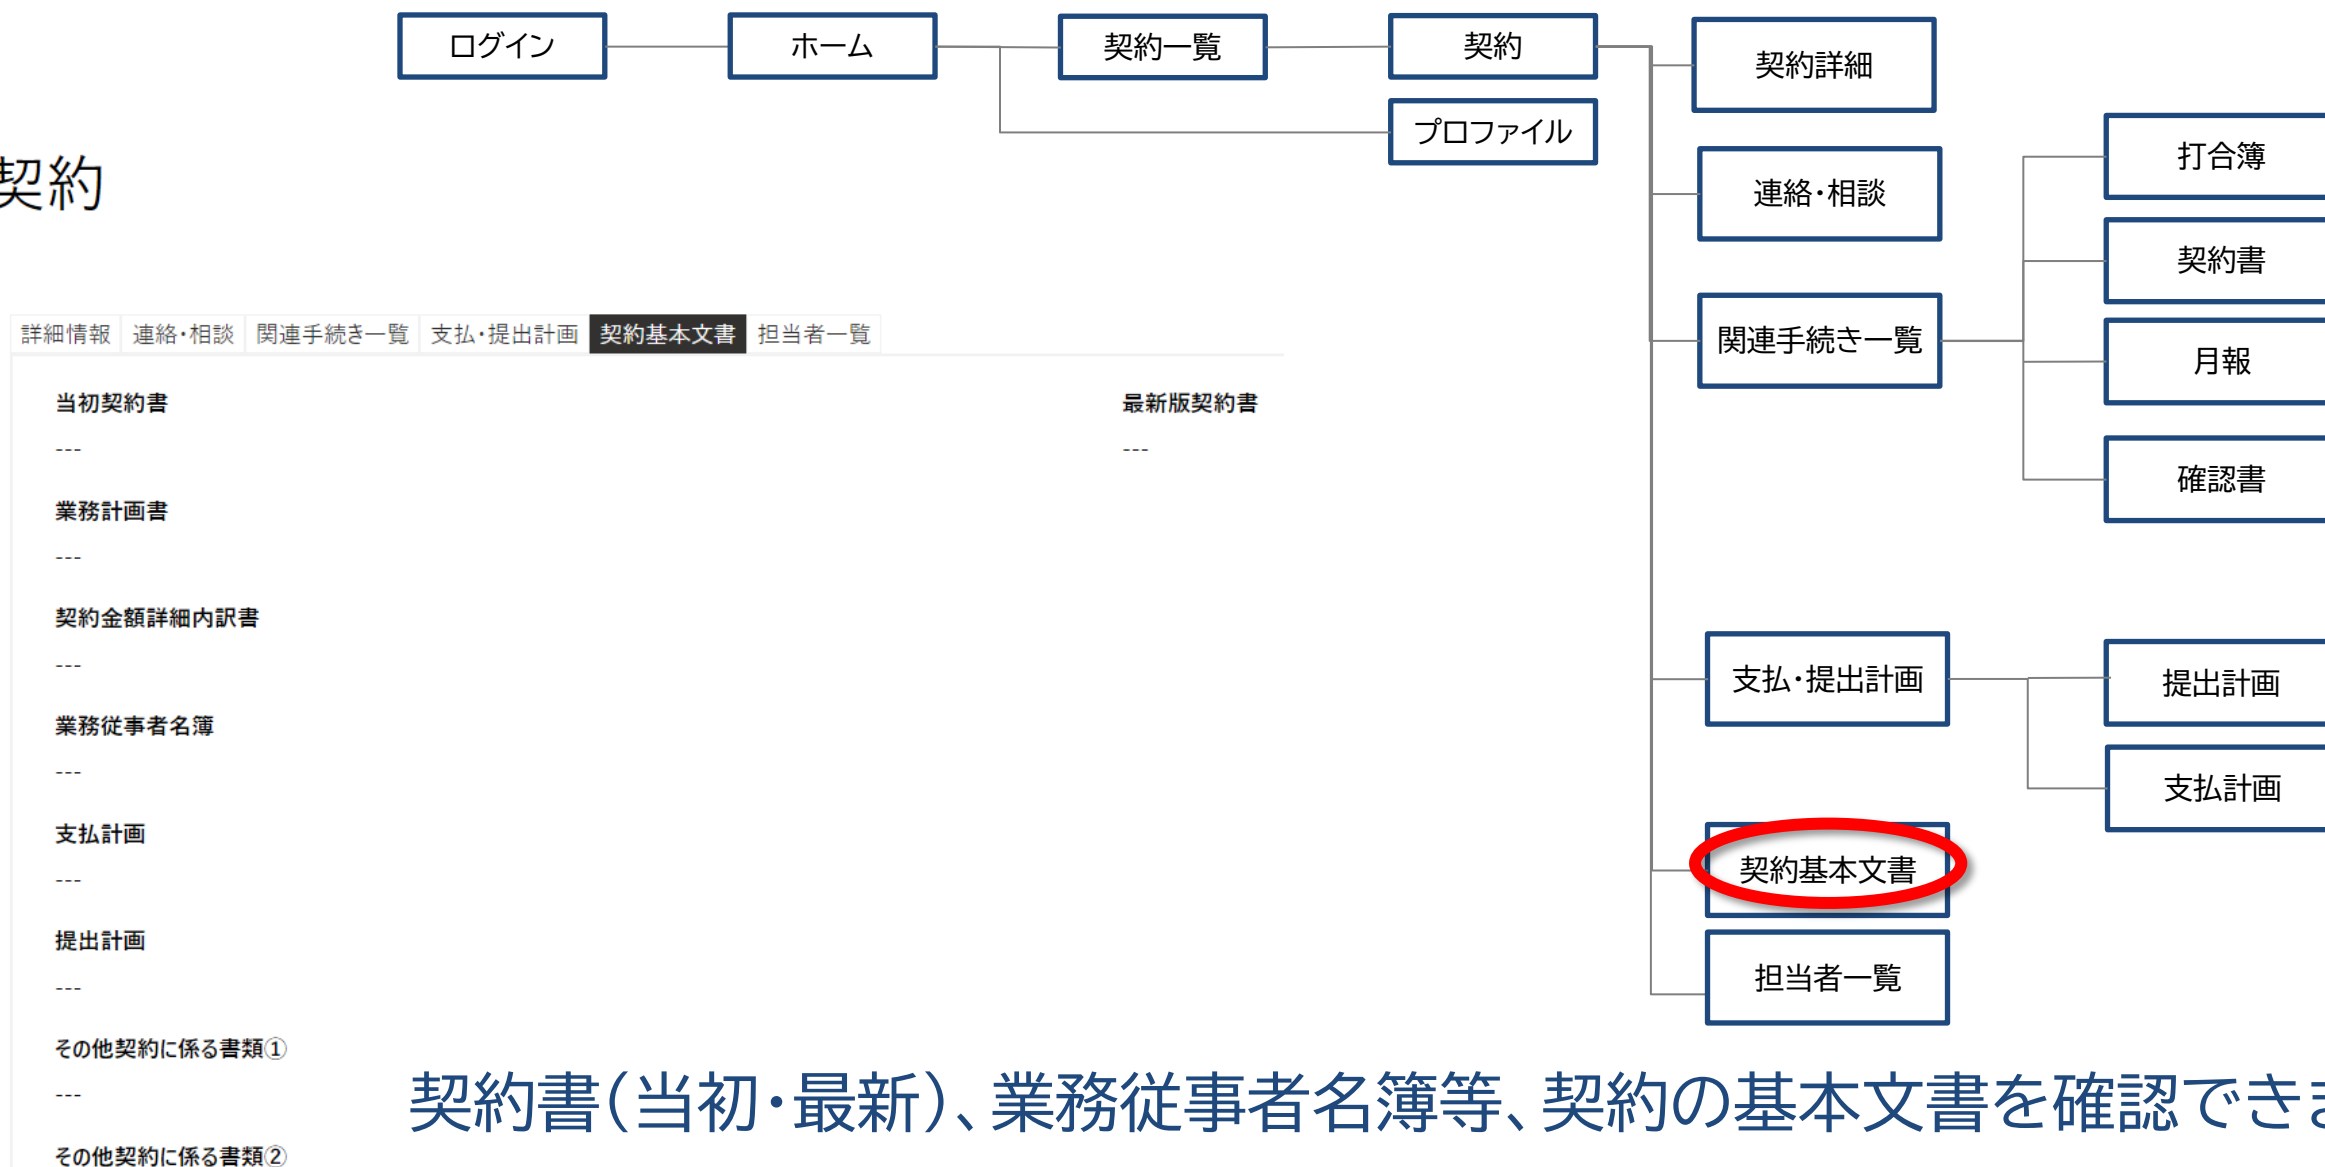 ログイン
ホーム
契約一覧
契約
プロファイル
契約詳細
連絡・相談
関連手続き一覧
打合簿
契約書
月報
確認書
支払・提出計画
提出計画
支払計画
契約基本文書
担当者一覧
契約
詳細情報 連絡・相談 関連手続き一覧 支払・提出計画 契約基本文書 担当者一覧
当初契約書 最新版契約書
--- ---
業務計画書
---
契約金額詳細内訳書
---
業務従事者名簿
---
支払計画
---
提出計画
---
その他契約に係る書類①
---
その他契約に係る書類②
契約書(当初・最新)、業務従事者名簿等、契約の基本文書を確認でき